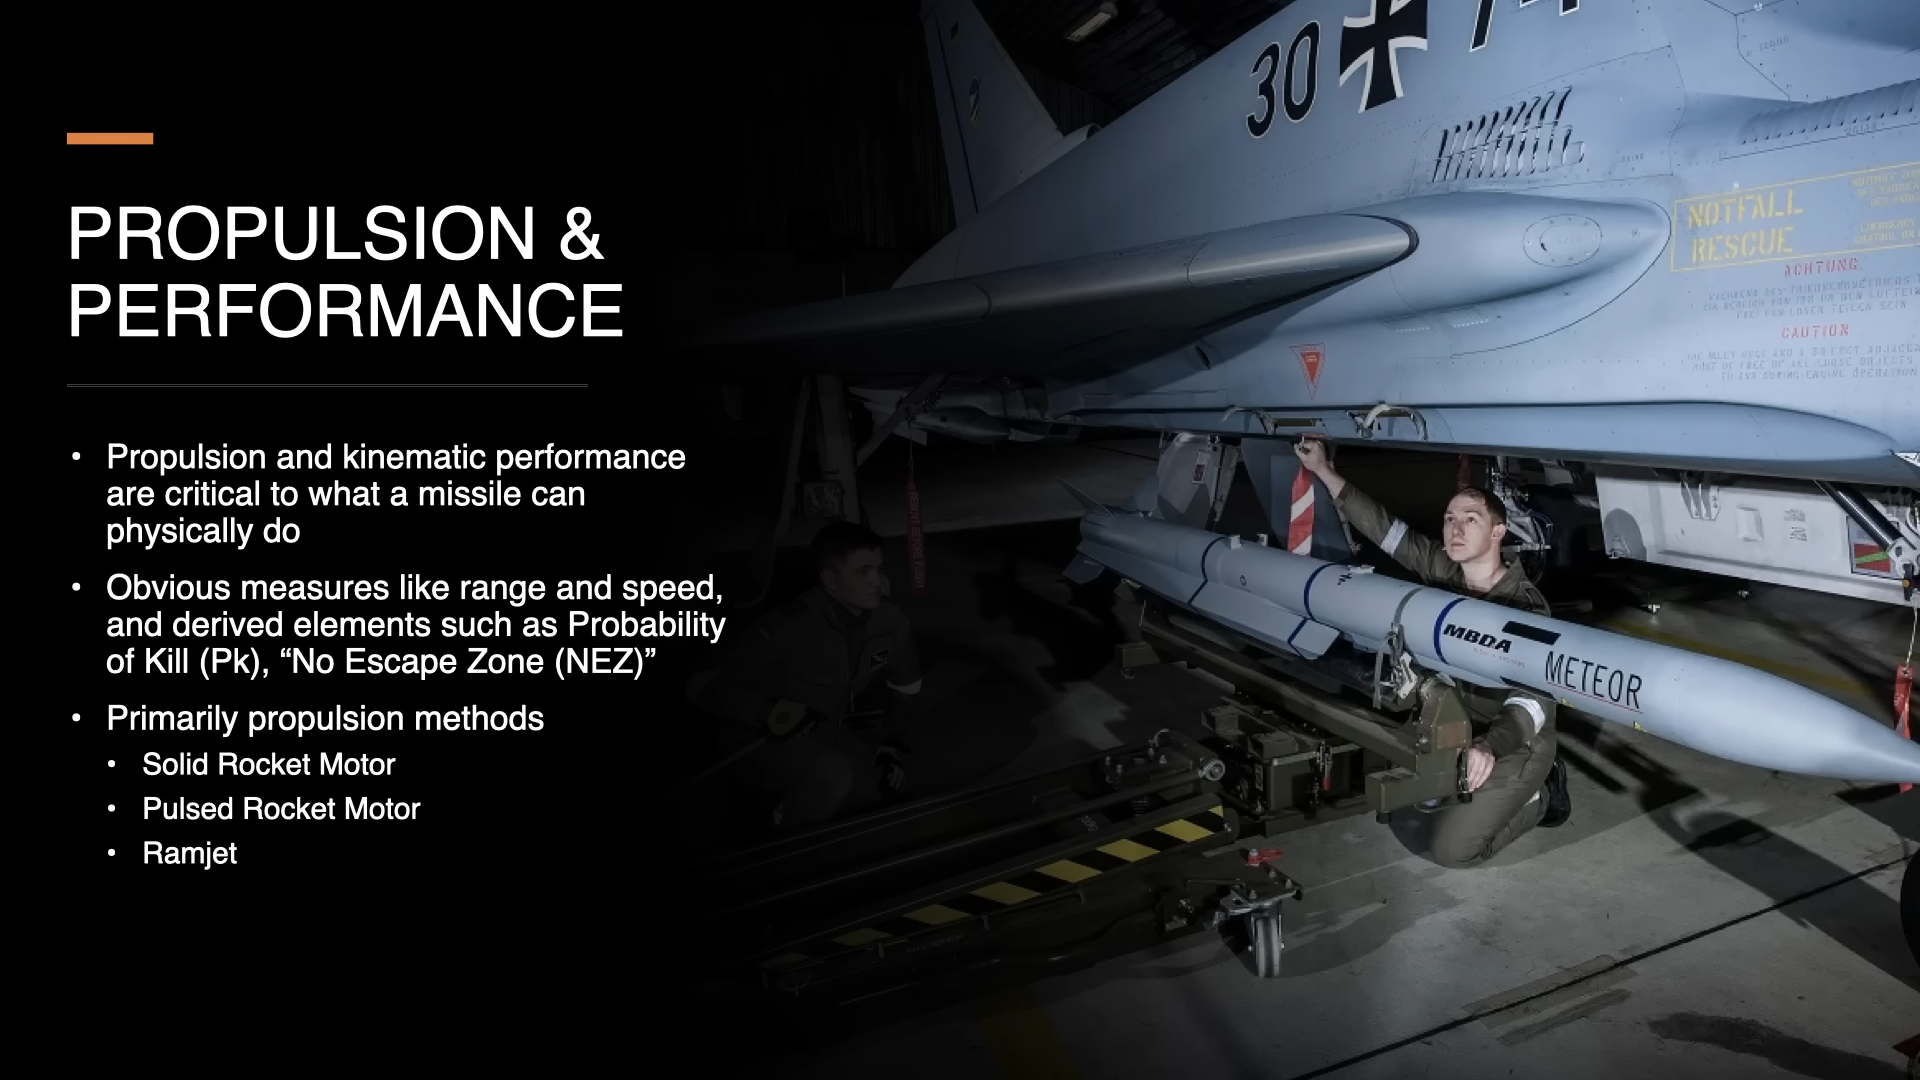 PROPULSION &
PERFORMANCE
• Propulsion and kinematic performance
are critical to what a missile can
physically do
• Obvious measures like range and speed,
and derived elements such as Probability
of Kill (Pk), “No Escape Zone (NEZ)”
• Primarily propulsion methods
• Solid Rocket Motor
• Pulsed Rocket Motor
• Ramjet
30
NOTFALL
RESCUE
ACHTUNG
CAUTION
MBDA
METEOR